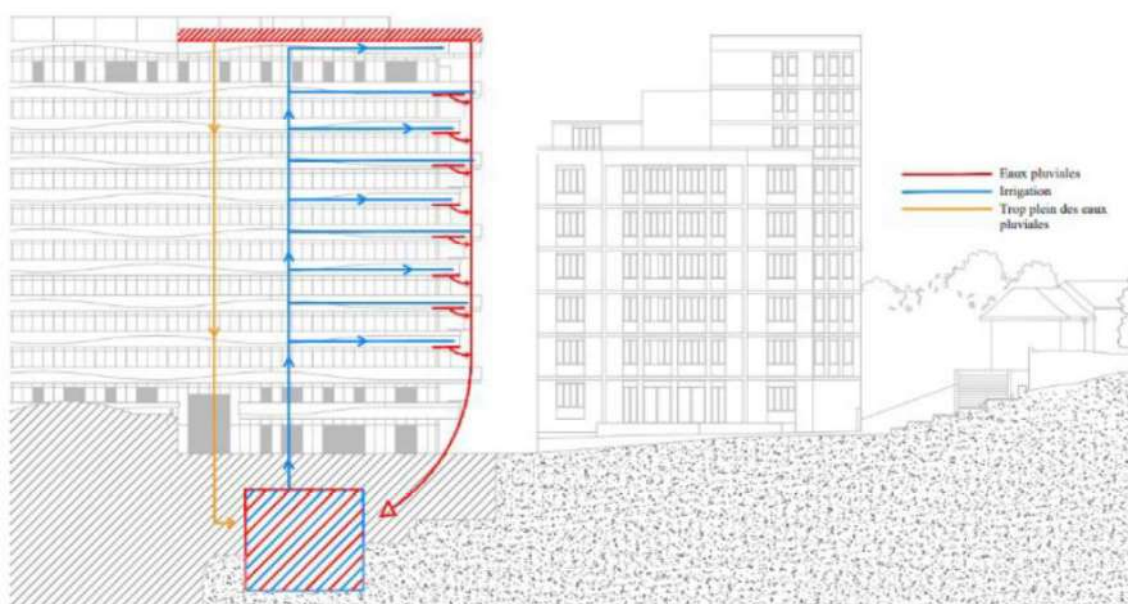 Eaux pluviales
Irrigation
Trop plein des eaux
pluviales